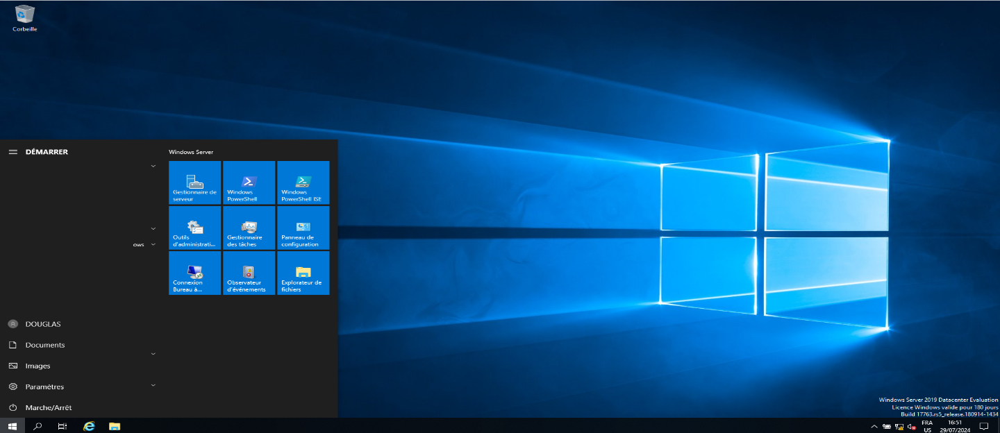 Corbeille
DÉMARRER
Windows Server
Gestionnaire de
serveur
Windows
PowerShell
Windows
PowerShell ISE
Outils
d'administrati...
Gestionnaire
des tâches
Panneau de
configuration
ows
Connexion
Bureau à...
Observateur
d'événements
Explorateur de
fichiers
DOUGLAS
Documents
Images
Paramètres
Marche/Arrêt
Windows Server 2019 Datacenter Evaluation
Licence Windows valide pour 180 jours
Build 17763.rs5_release.180914-1434
FRA
US
16:51
29/07/2024